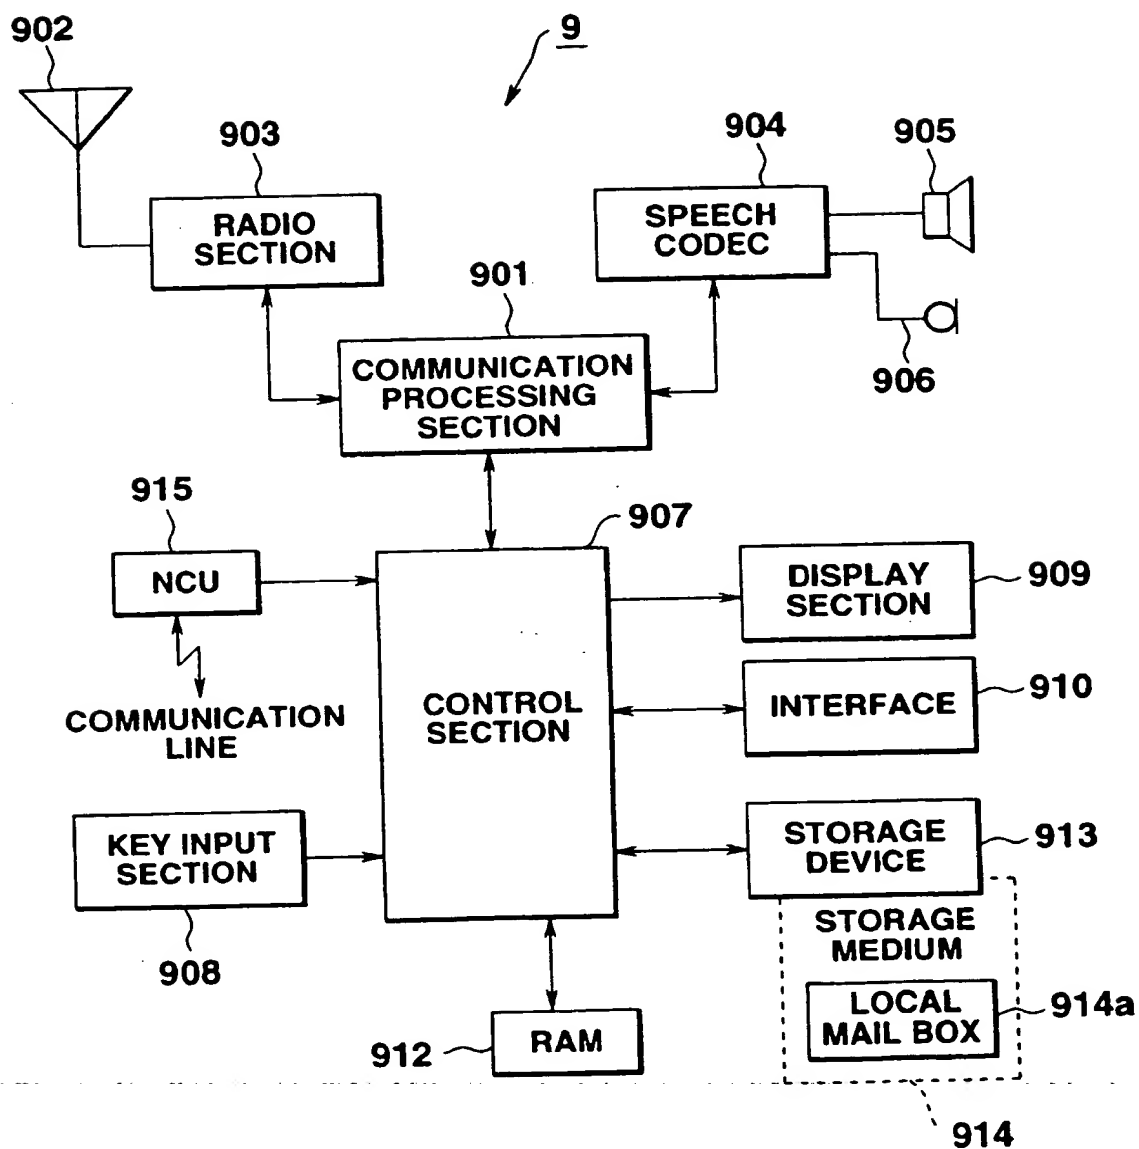 9
902
903
904
905
RADIO
SECTION
SPEECH
CODEC
901
906
COMMUNICATION
PROCESSING
SECTION
915
907
NCU
DISPLAY
SECTION
909
COMMUNICATION
LINE
CONTROL
SECTION
INTERFACE
910
KEY INPUT
SECTION
908
STORAGE
DEVICE
913
STORAGE
MEDIUM
LOCAL
MAIL BOX
914a
912
RAM
914